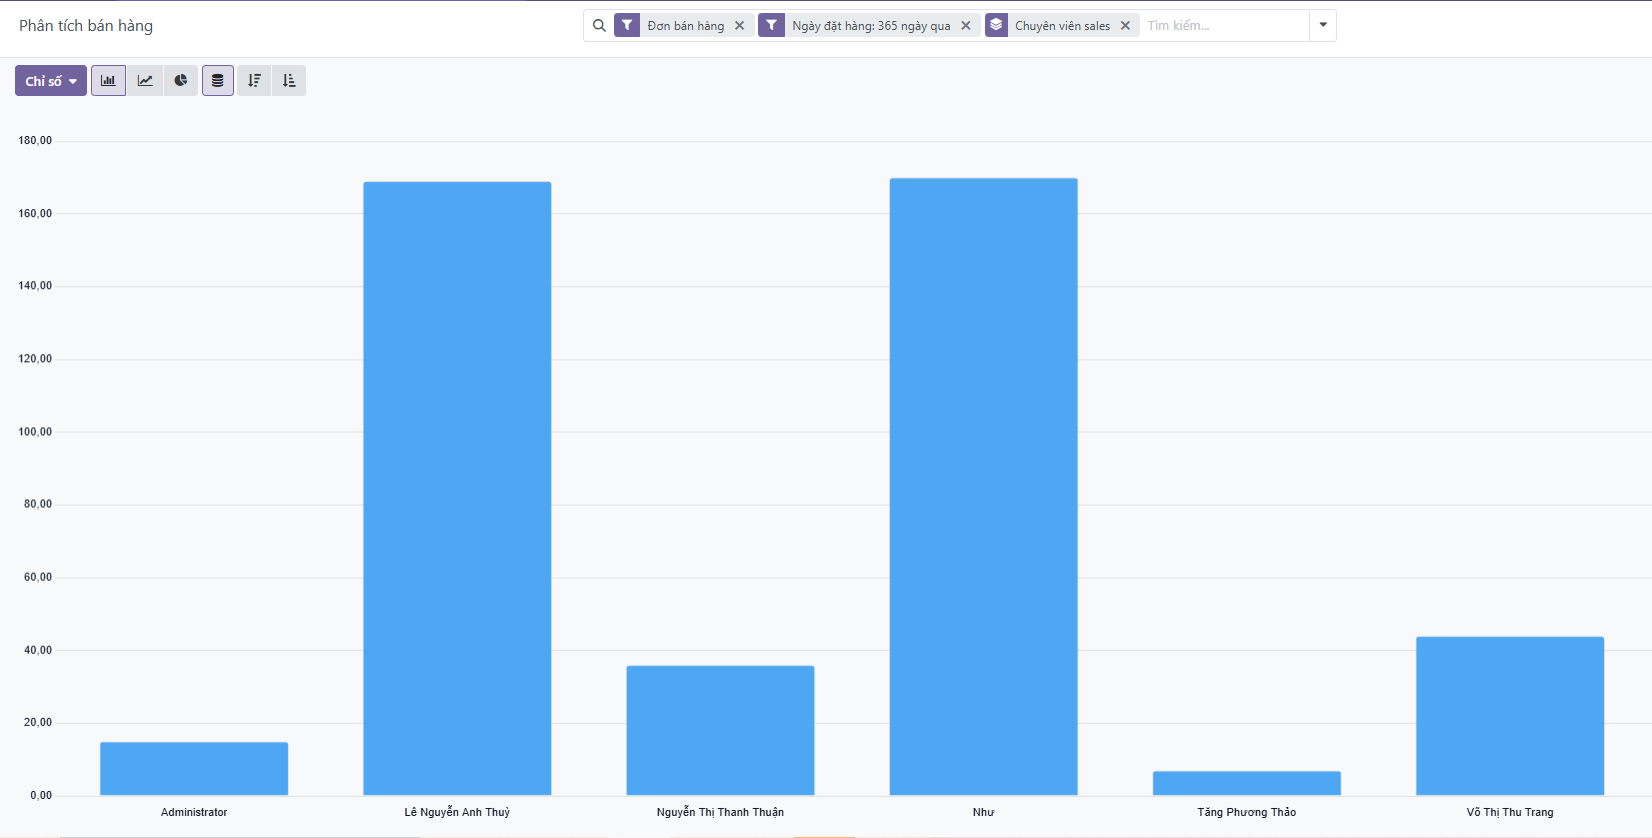 Phân tích bán hàng
Đơn bán hàng
Ngày đặt hàng: 365 ngày qua
Chuyên viên sales
Tìm kiếm...
Chỉ số
180,00
160,00
140,00
120,00
100,00
80,00
60,00
40,00
20,00
0,00
Administrator
Lê Nguyễn Anh Thuỳ
Nguyễn Thị Thanh Thuận
Như
Tăng Phương Thảo
Võ Thị Thu Trang